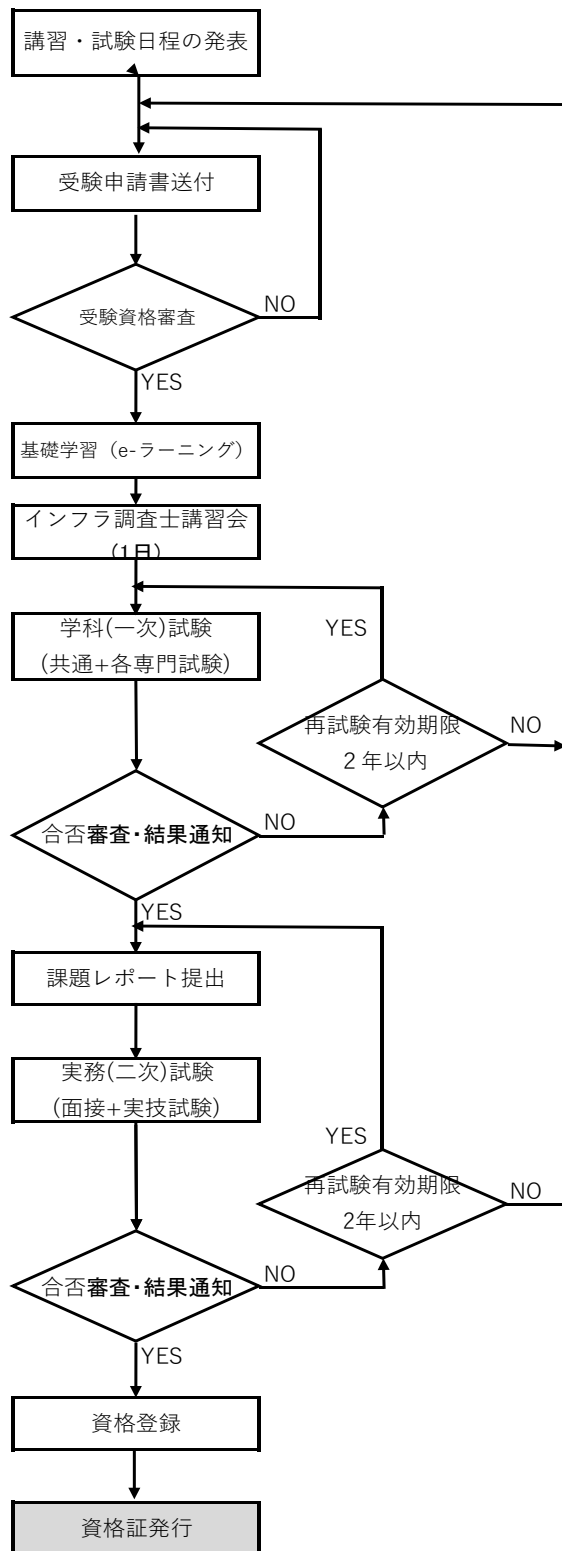 講習・試験日程の発表
受験申請書送付
受験資格審査
NO
YES
基礎学習（e-ラーニング）
インフラ調査士講習会
(1日)
学科(一次)試験
(共通+各専門試験)
YES
再試験有効期限
２年以内
NO
合否審査・結果通知
NO
YES
課題レポート提出
実務(二次)試験
(面接+実技試験)
YES
再試験有効期限
2年以内
NO
合否審査・結果通知
NO
YES
資格登録
資格証発行